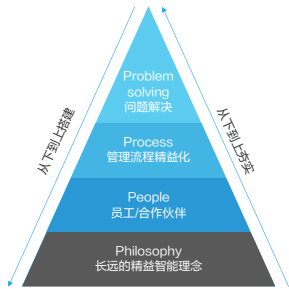 Problem
solving
问题解决
Process
管理流程精益化
People
员工/合作伙伴
Philosophy
长远的精益智能理念
从下到上搭建
从下到上夯实